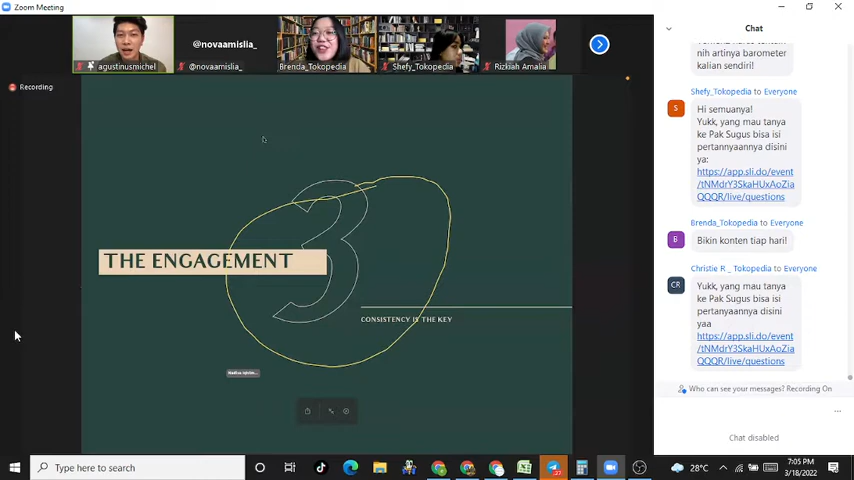 Zoom Meeting
@novaamislia_
agustinusmichel
@novaamislia_
Brenda_Tokopedia
Shefy_Tokopedia
Rizkiah Amalia
Recording
3
THE ENGAGEMENT
CONSISTENCY IS THE KEY
Chat
nih artinya barometer
kalian sendiri!
Shefy_Tokopedia to Everyone
S
Hi semuanya!
Yukk, yang mau tanya
ke Pak Sugus bisa isi
pertanyaannya disini
ya:
https://app.sli.do/event
/tNMdrY3SkaHUxAoZia
QQQR/live/questions
Brenda_Tokopedia to Everyone
B
Bikin konten tiap hari!
Christie R _ Tokopedia to Everyone
CR
Yukk, yang mau tanya
ke Pak Sugus bisa isi
pertanyaannya disini
yaa
https://app.sli.do/event
/tNMdrY3SkaHUxAoZia
QQQR/live/questions
Who can see your messages? Recording On
Chat disabled
Type here to search
28°C
7:05 PM
3/18/2022